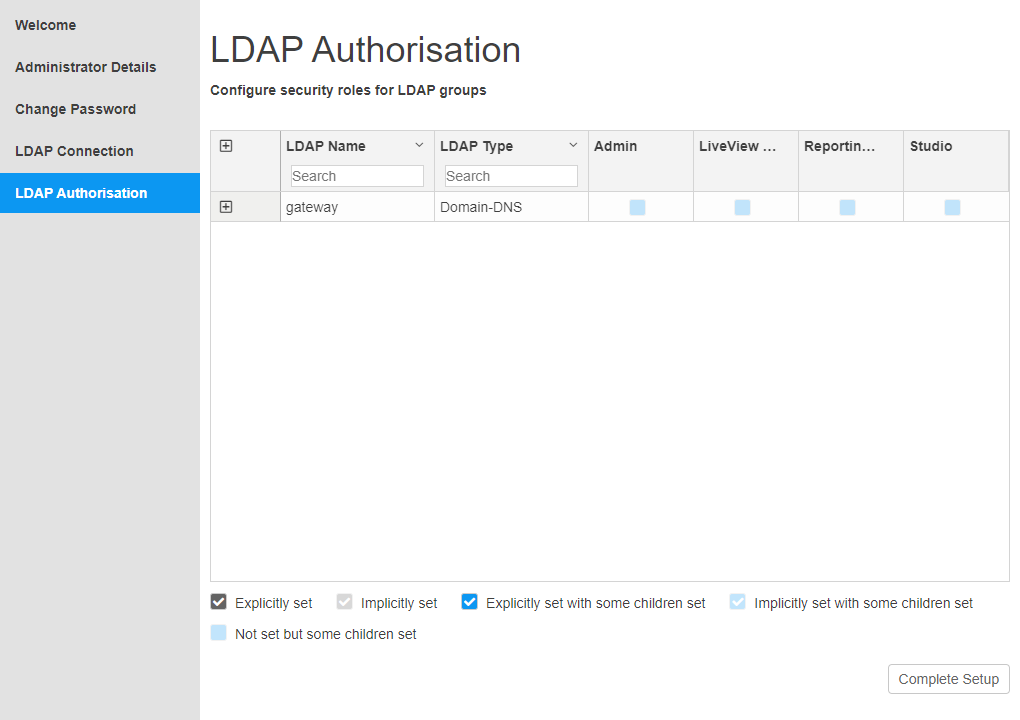 Welcome
Administrator Details
Change Password
LDAP Connection
LDAP Authorisation
LDAP Authorisation
Configure security roles for LDAP groups
LDAP Name LDAP Type Admin LiveView ... Reportin... Studio
Search Search
gateway Domain-DNS
Explicitly set Implicitly set Explicitly set with some children set Implicitly set with some children set
Not set but some children set
Complete Setup